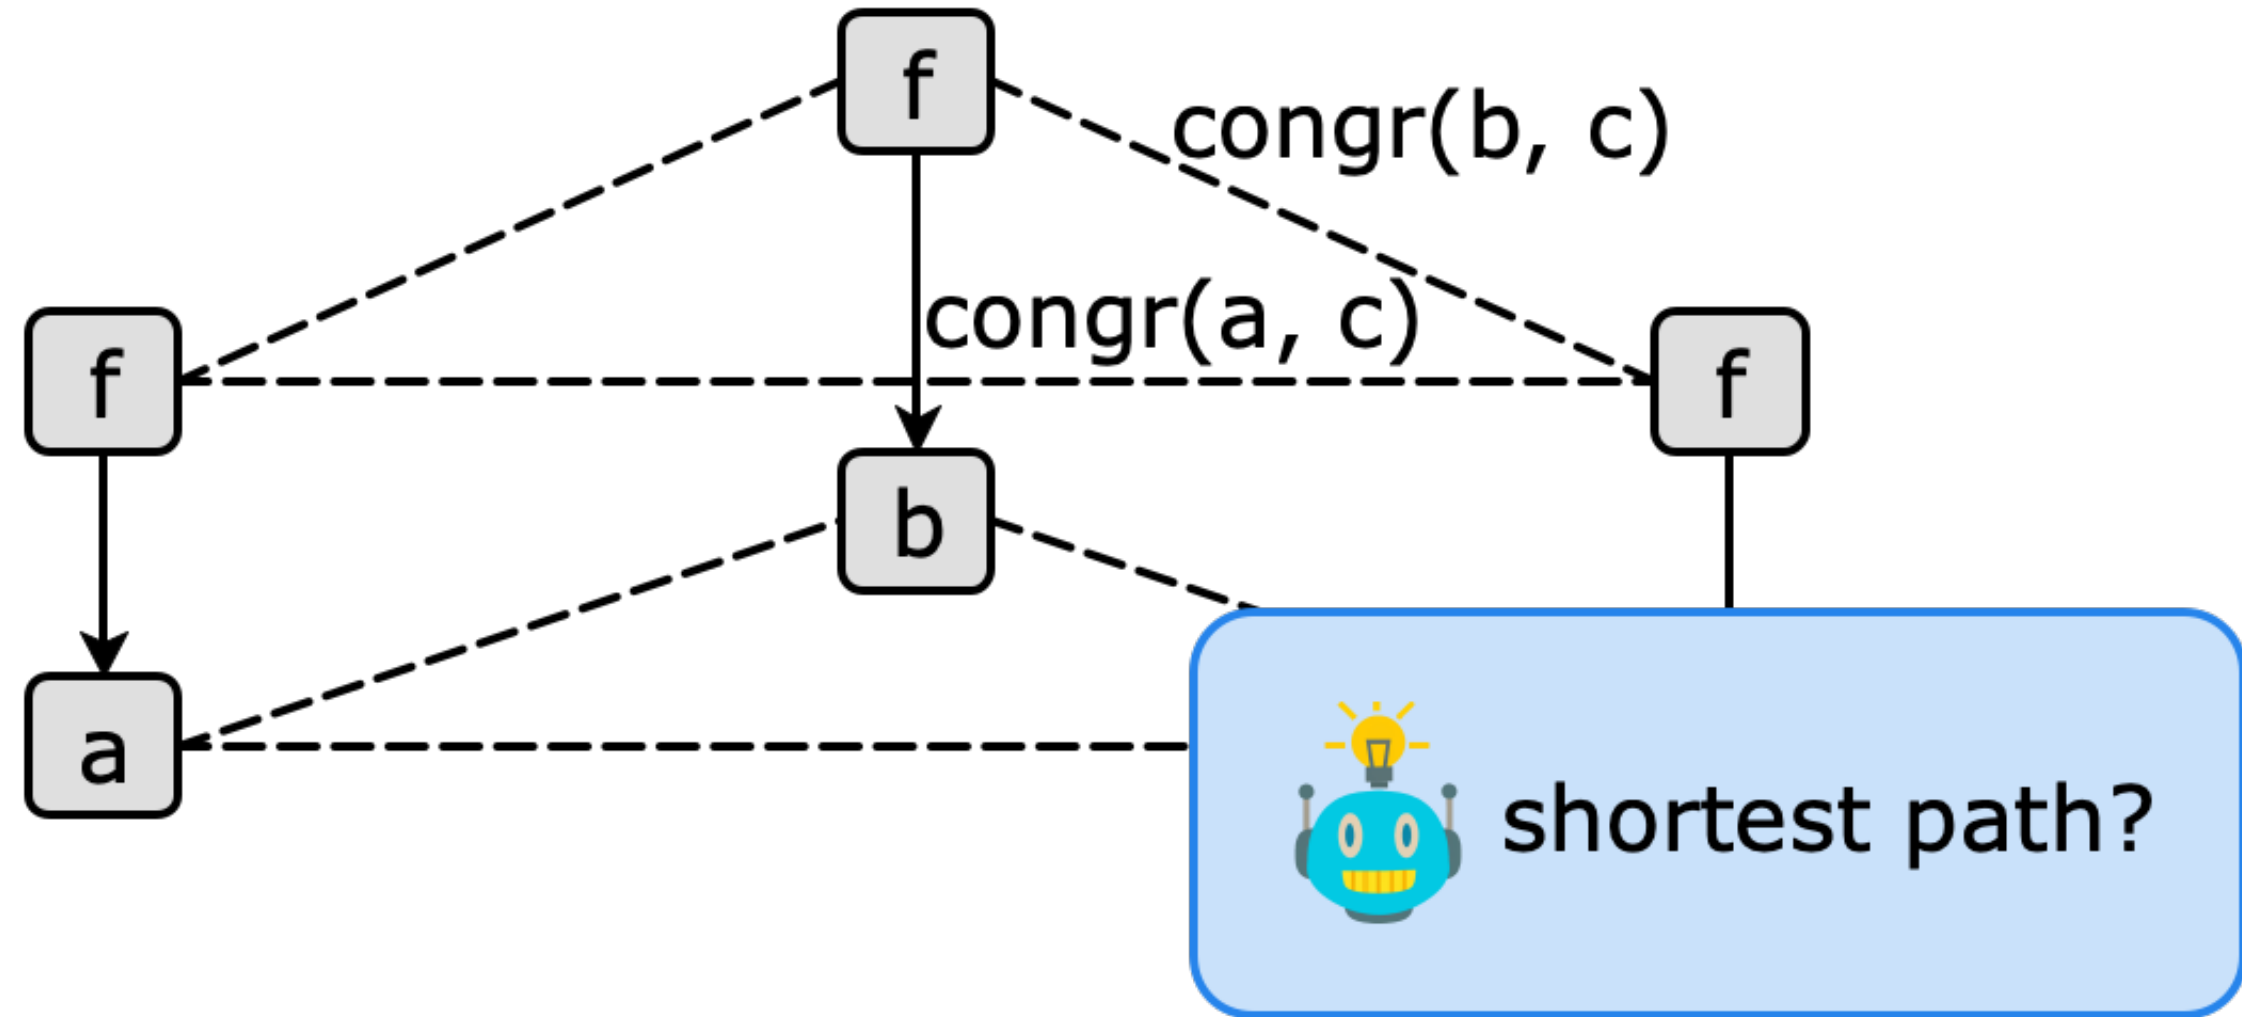 f
congr(b, c)
congr(a, c)
f
f
b
a
shortest path?